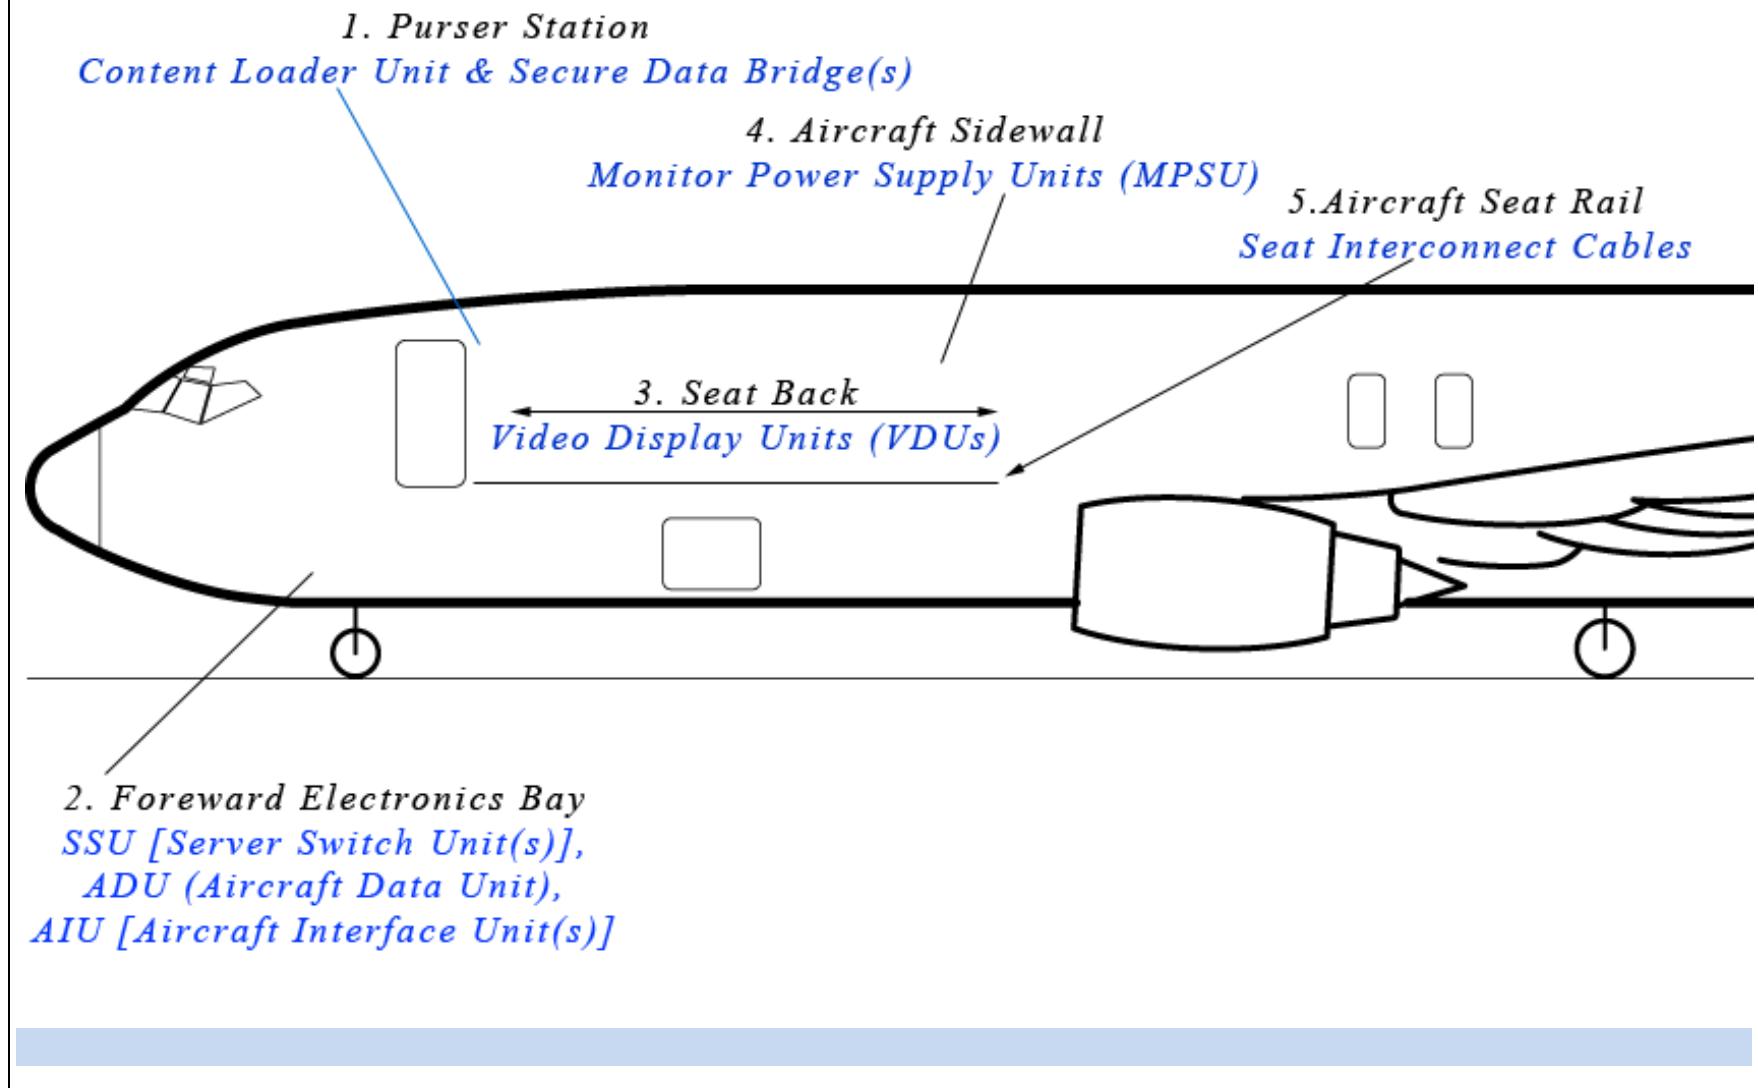 1. Purser Station
Content Loader Unit & Secure Data Bridge(s)
4. Aircraft Sidewall
Monitor Power Supply Units (MPSU)
5.Aircraft Seat Rail
Seat Interconnect Cables
3. Seat Back
Video Display Units (VDUs)
2. Foreward Electronics Bay
SSU [Server Switch Unit(s)],
ADU (Aircraft Data Unit),
AIU [Aircraft Interface Unit(s)]